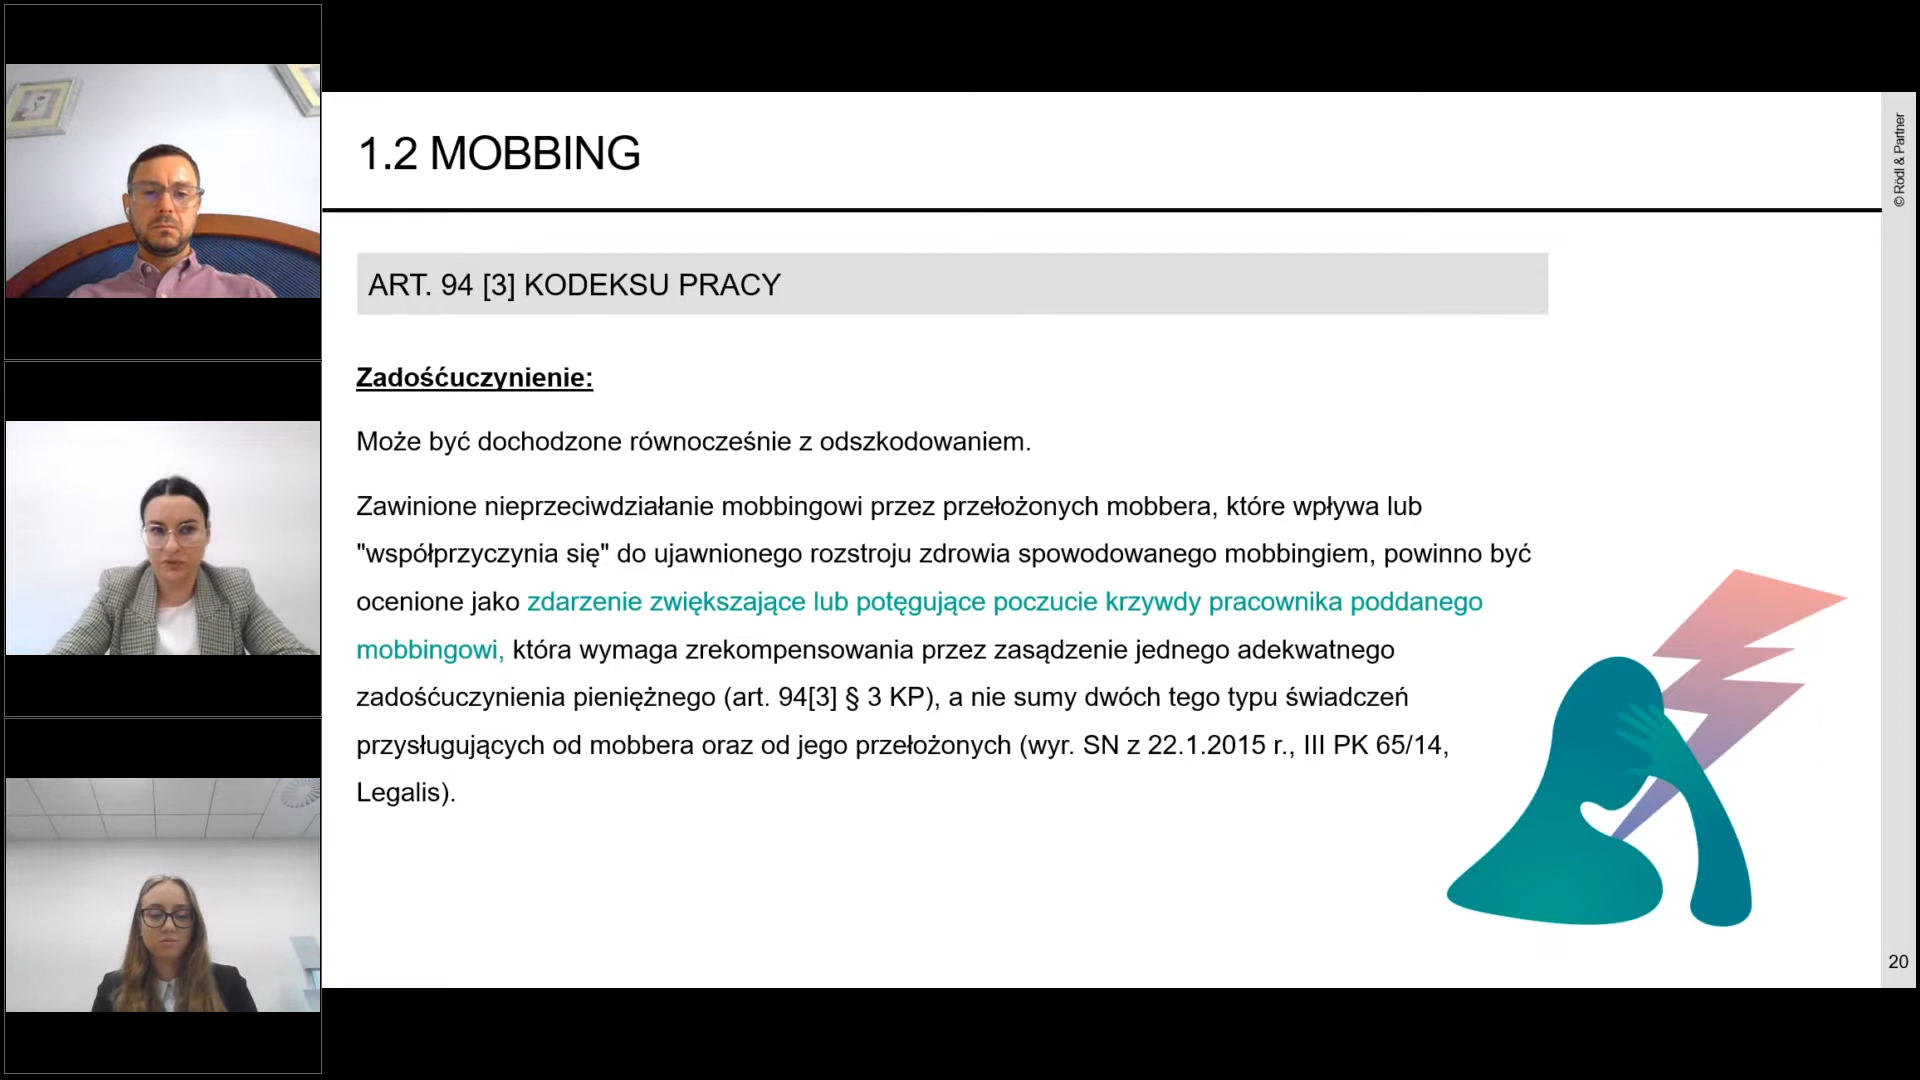 1.2 MOBBING
© Rödl & Partner
ART. 94 [3] KODEKSU PRACY
Zadośćuczynienie:
Może być dochodzone równocześnie z odszkodowaniem.
Zawinione nieprzeciwdziałanie mobbingowi przez przełożonych mobbera, które wpływa lub
"współprzyczynia się" do ujawnionego rozstroju zdrowia spowodowanego mobbingiem, powinno być
ocenione jako zdarzenie zwiększające lub potęgujące poczucie krzywdy pracownika poddanego
mobbingowi, która wymaga zrekompensowania przez zasądzenie jednego adekwatnego
zadośćuczynienia pieniężnego (art. 94[3] § 3 KP), a nie sumy dwóch tego typu świadczeń
przysługujących od mobbera oraz od jego przełożonych (wyr. SN z 22.1.2015 r., III PK 65/14,
Legalis).
20